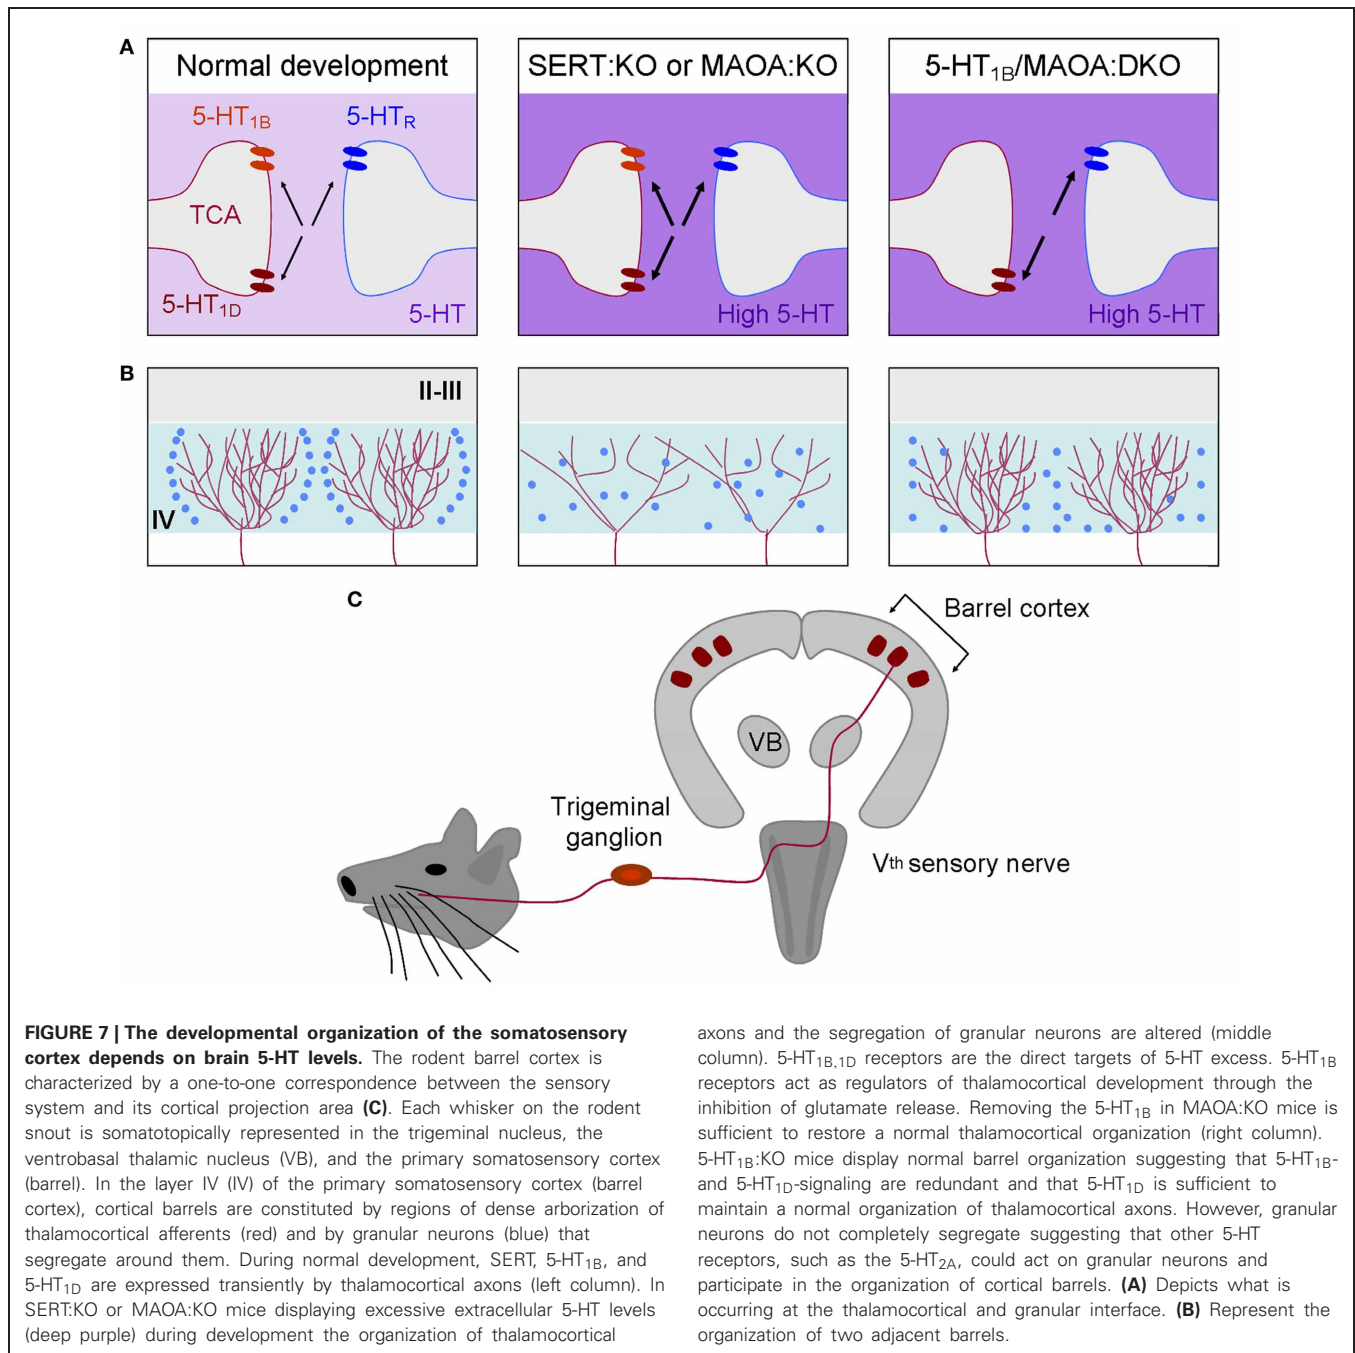 A
Normal development
SERT:KO or MAOA:KO
5-HT1B/MAOA:DKO
5-HT1B
5-HTR
TCA
5-HT1D
5-HT
High 5-HT
High 5-HT
B
II-III
IV
C
Barrel cortex
VB
Trigeminal
ganglion
Vth sensory nerve
FIGURE 7 | The developmental organization of the somatosensory
cortex depends on brain 5-HT levels. The rodent barrel cortex is
characterized by a one-to-one correspondence between the sensory
system and its cortical projection area (C). Each whisker on the rodent
snout is somatotopically represented in the trigeminal nucleus, the
ventrobasal thalamic nucleus (VB), and the primary somatosensory cortex
(barrel). In the layer IV (IV) of the primary somatosensory cortex (barrel
cortex), cortical barrels are constituted by regions of dense arborization of
thalamocortical afferents (red) and by granular neurons (blue) that
segregate around them. During normal development, SERT, 5-HT1B, and
5-HT1D are expressed transiently by thalamocortical axons (left column). In
SERT:KO or MAOA:KO mice displaying excessive extracellular 5-HT levels
(deep purple) during development the organization of thalamocortical
axons and the segregation of granular neurons are altered (middle
column). 5-HT1B,1D receptors are the direct targets of 5-HT excess. 5-HT1B
receptors act as regulators of thalamocortical development through the
inhibition of glutamate release. Removing the 5-HT1B in MAOA:KO mice is
sufficient to restore a normal thalamocortical organization (right column).
5-HT1B:KO mice display normal barrel organization suggesting that 5-HT1B-
and 5-HT1D-signaling are redundant and that 5-HT1D is sufficient to
maintain a normal organization of thalamocortical axons. However, granular
neurons do not completely segregate suggesting that other 5-HT
receptors, such as the 5-HT2A, could act on granular neurons and
participate in the organization of cortical barrels. (A) Depicts what is
occurring at the thalamocortical and granular interface. (B) Represent the
organization of two adjacent barrels.